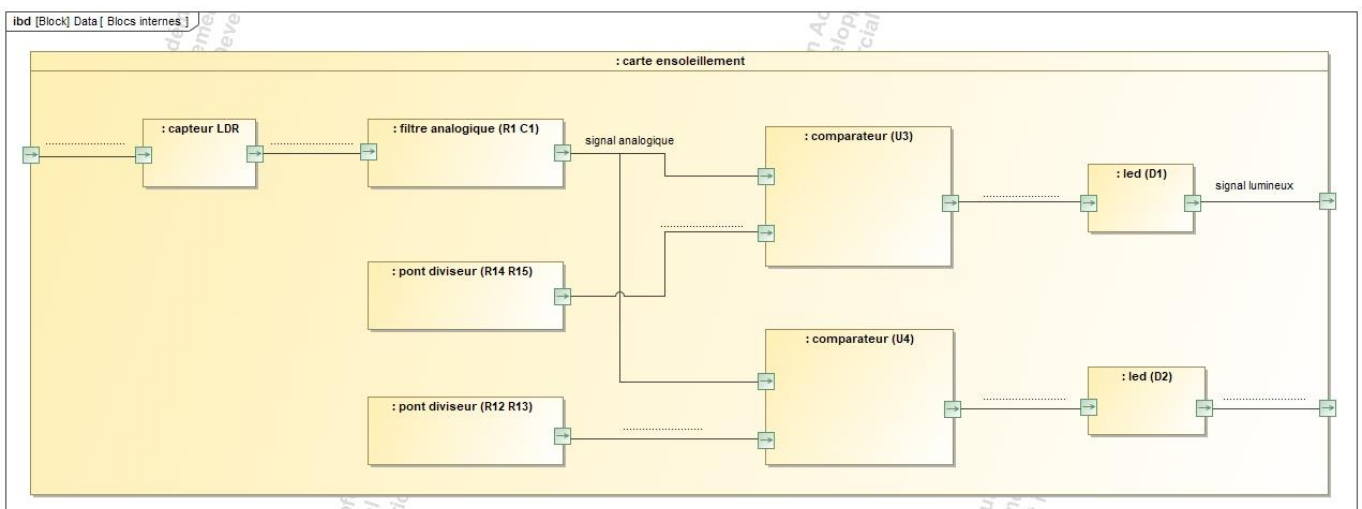 ibd [Block] Data [ Blocs internes ]
: carte ensoleillement
: capteur LDR
: filtre analogique (R1 C1)
signal analogique
: comparateur (U3)
: led (D1)
signal lumineux
: pont diviseur (R14 R15)
: comparateur (U4)
: led (D2)
: pont diviseur (R12 R13)